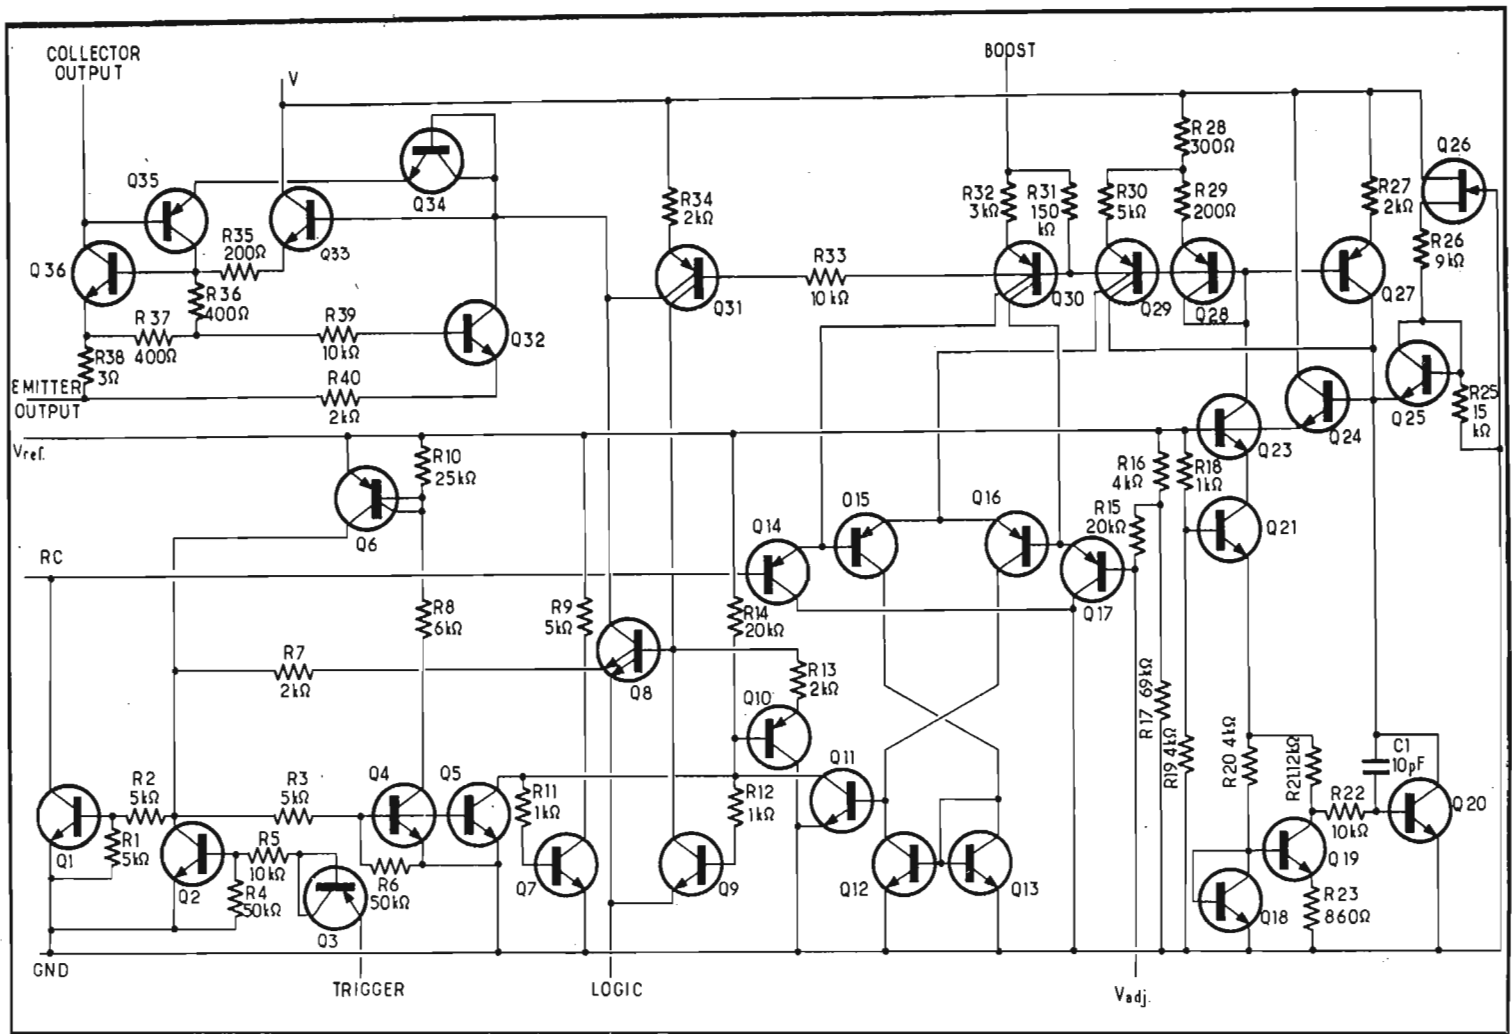 COLLECTOR
OUTPUT
V
BOOST
R 28
300Ω
Q26
Q35
Q34
R34
2kΩ
R32
3kΩ
R31
150
kΩ
R30
5kΩ
R29
200Ω
R27
2kΩ
R35
200Ω
Q33
R26
9kΩ
Q36
R33
10kΩ
Q31
Q30
Q29
Q28
Q27
R36
400Ω
R 37
400Ω
R39
10kΩ
Q32
R38
3Ω
R40
2kΩ
EMITTER
OUTPUT
Q25
R25
15
kΩ
Q24
Q23
Vref.
R10
25kΩ
R16
4kΩ
R18
1kΩ
Q6
Q14
Q15
Q16
R15
20kΩ
Q21
RC
Q17
R8
6kΩ
R9
5kΩ
R14
20kΩ
R7
2kΩ
Q8
R13
2kΩ
Q10
R17 69kΩ
R19 4kΩ
R20 4kΩ
R21 12kΩ
C1
10pF
R2
5kΩ
R3
5kΩ
Q4
Q5
R11
1kΩ
R12
1kΩ
Q11
R22
10kΩ
Q20
Q1
R1
5kΩ
Q2
R5
10kΩ
R4
50kΩ
R6
50kΩ
Q3
Q7
Q9
Q12
Q13
Q19
Q18
R23
860Ω
GND
TRIGGER
LOGIC
Vadj.